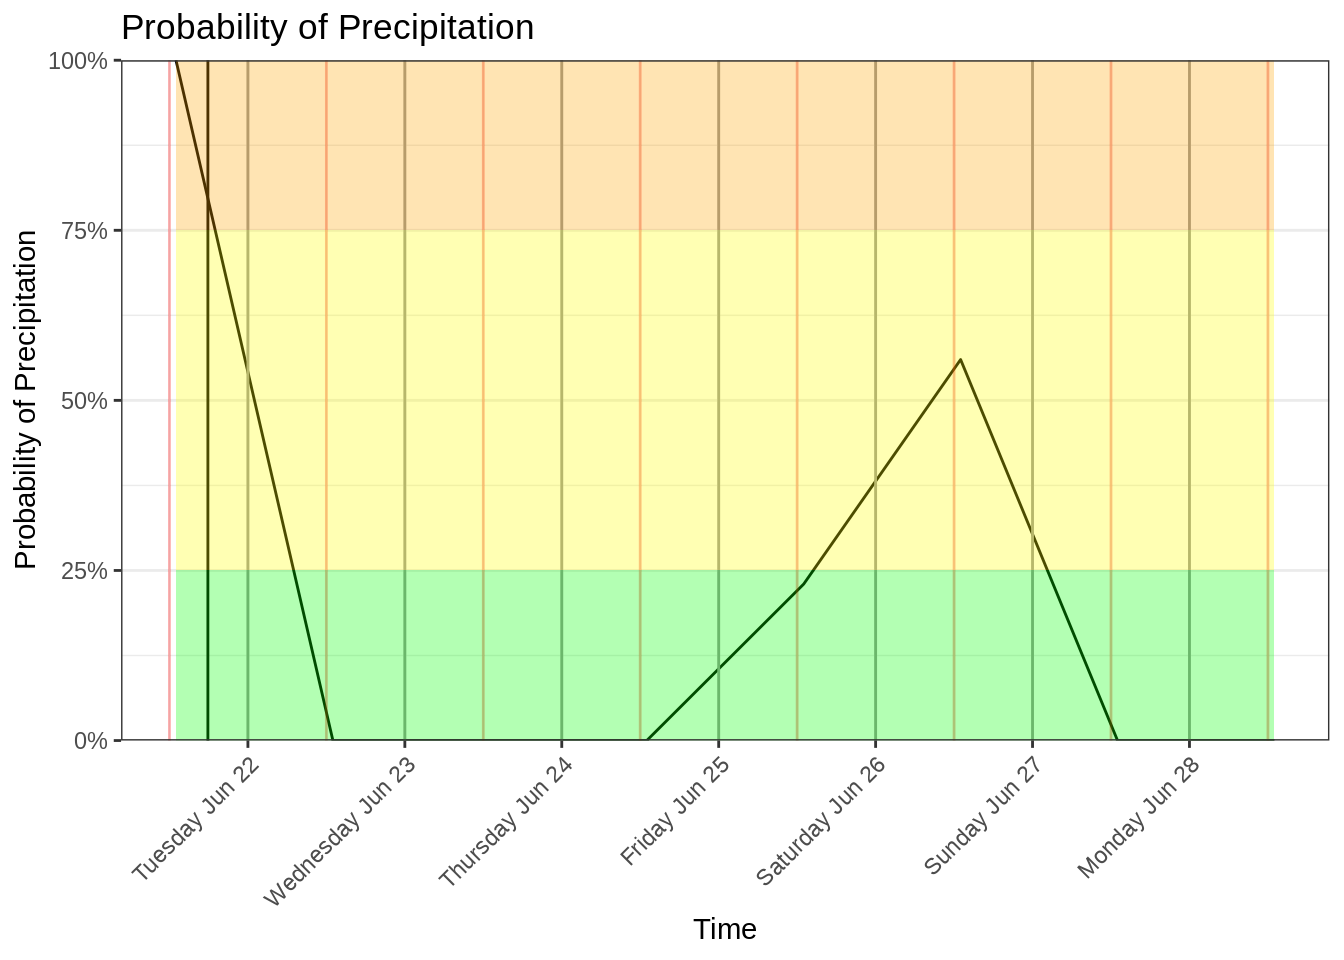 Probability of Precipitation
Probability of Precipitation
100%
75%
50%
25%
0%
Tuesday Jun 22
Wednesday Jun 23
Thursday Jun 24
Friday Jun 25
Saturday Jun 26
Sunday Jun 27
Monday Jun 28
Time